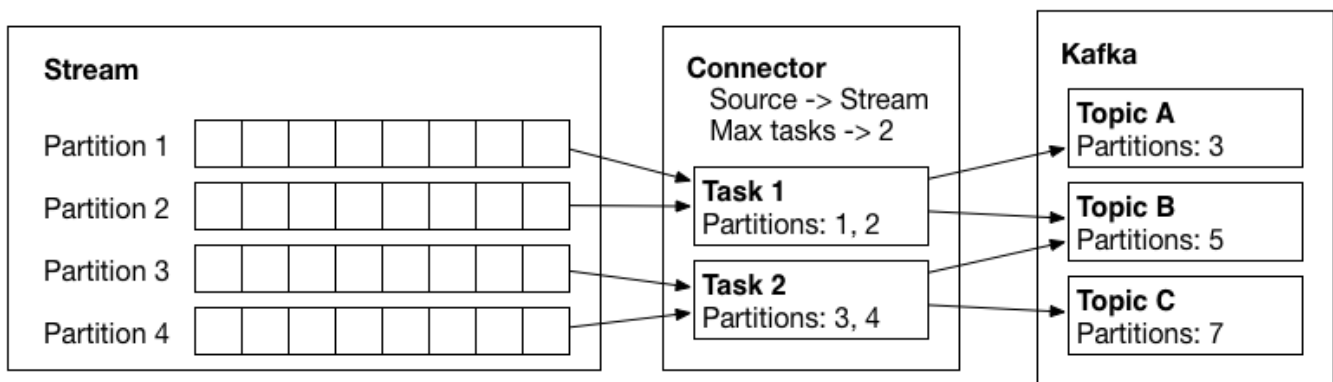 Stream
Partition 1
Partition 2
Partition 3
Partition 4
Connector
Source -> Stream
Max tasks -> 2
Task 1
Partitions: 1, 2
Task 2
Partitions: 3, 4
Kafka
Topic A
Partitions: 3
Topic B
Partitions: 5
Topic C
Partitions: 7